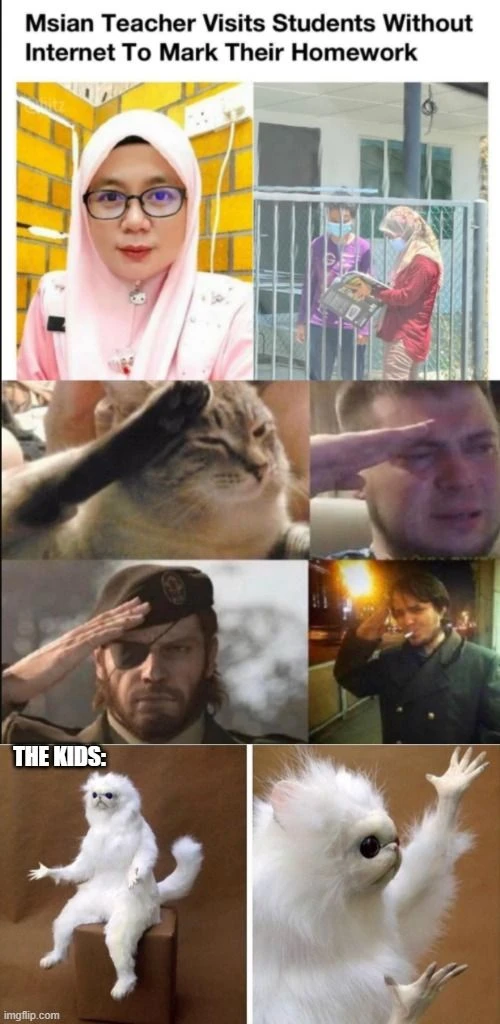 Msian Teacher Visits Students Without
Internet To Mark Their Homework
THE KIDS:
imgflip.com